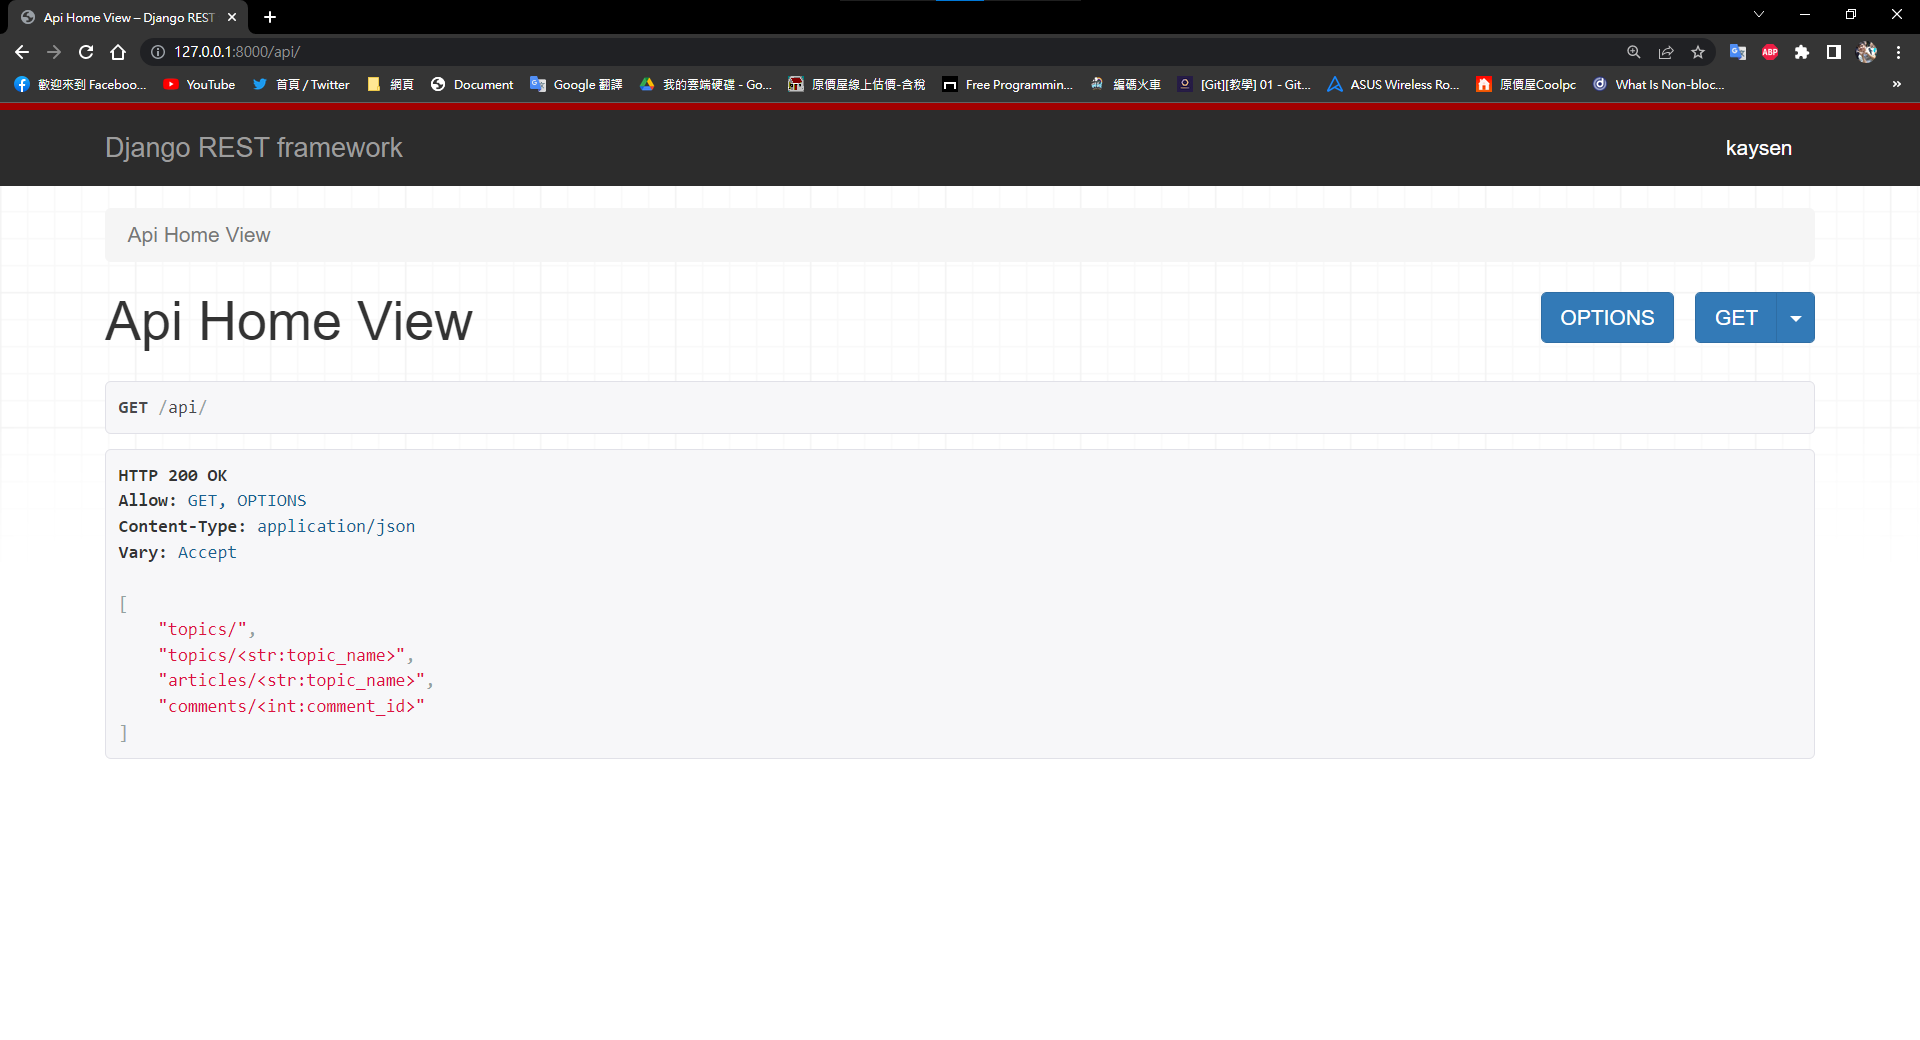 Api Home View – Django REST
127.0.0.1:8000/api/
ABP
歡迎來到 Faceboo... YouTube 首頁 / Twitter 網頁 Document Google 翻譯 我的雲端硬碟 - Go... 原價屋線上估價-含稅 Free Programmin... 編碼火車 [Git][教學] 01 - Git... ASUS Wireless Ro... 原價屋Coolpc What Is Non-bloc... »
Django REST framework kaysen
Api Home View
Api Home View OPTIONS GET
GET /api/
HTTP 200 OK
Allow: GET, OPTIONS
Content-Type: application/json
Vary: Accept
[
"topics/",
"topics/<str:topic_name>",
"articles/<str:topic_name>",
"comments/<int:comment_id>"
]